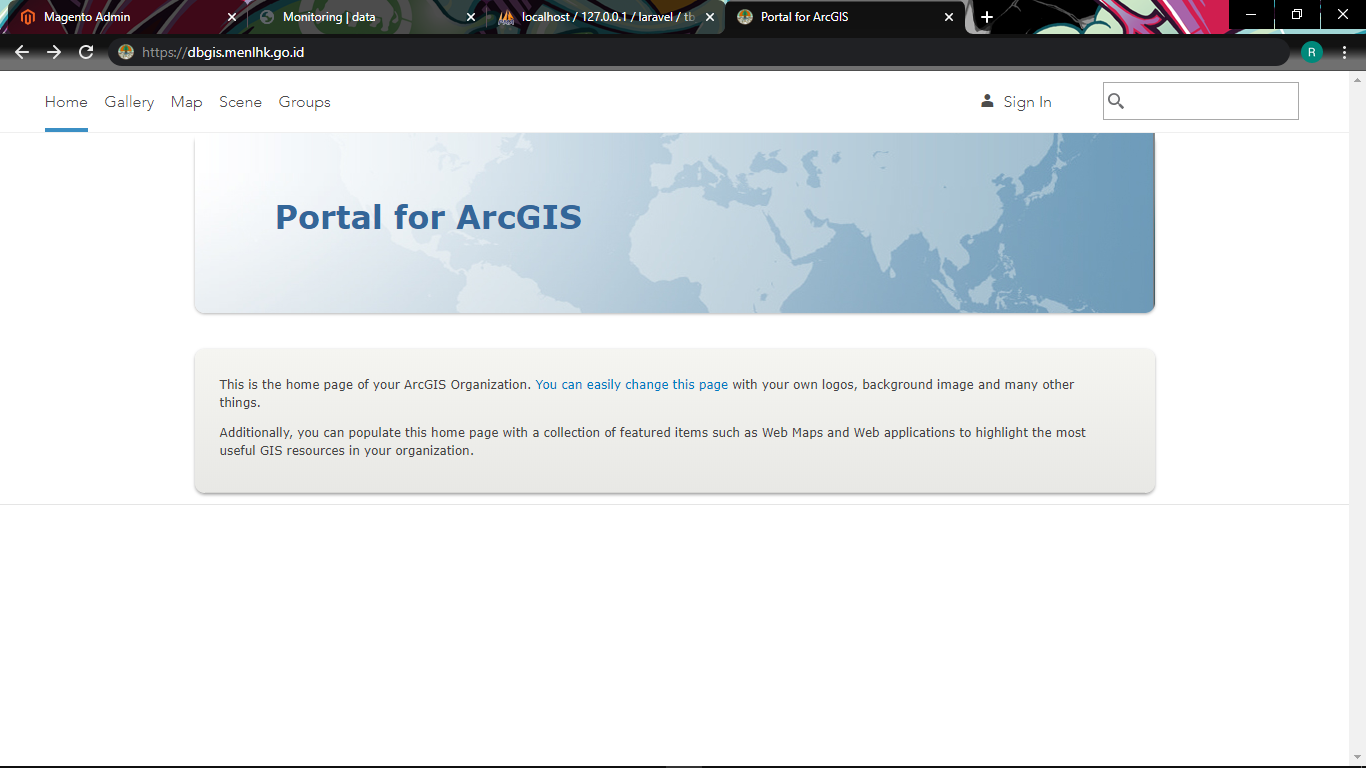 Magento Admin
Monitoring | data
localhost / 127.0.0.1 / laravel / tb
Portal for ArcGIS
https://dbgis.menlhk.go.id
R
Home Gallery Map Scene Groups Sign In
Portal for ArcGIS
This is the home page of your ArcGIS Organization. You can easily change this page with your own logos, background image and many other
things.
Additionally, you can populate this home page with a collection of featured items such as Web Maps and Web applications to highlight the most
useful GIS resources in your organization.